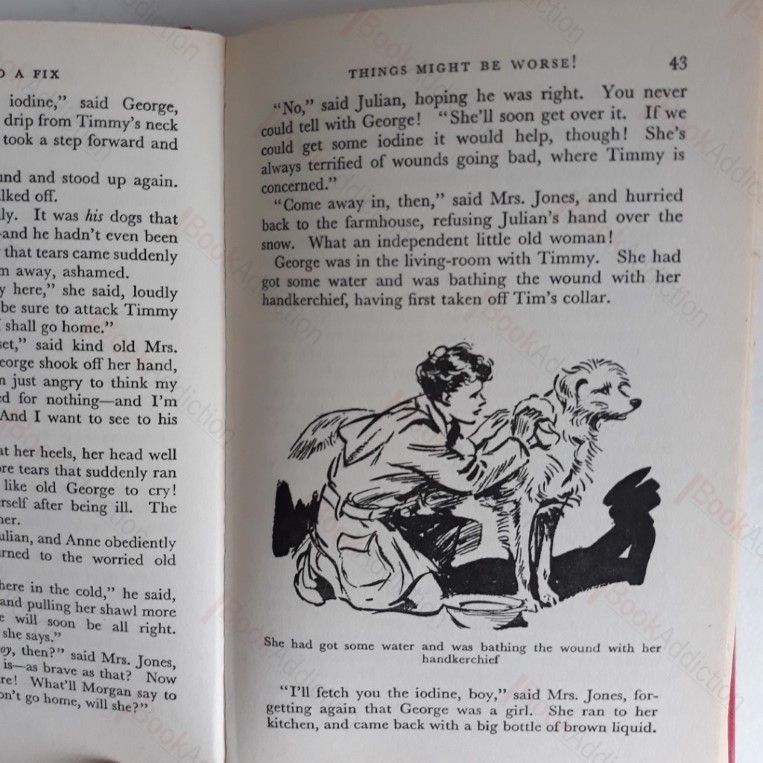 D A FIX
iodine,” said George,
drip from Timmy's neck
took a step forward and
und and stood up again.
lked off.
ly. It was his dogs that
—and he hadn't even been
that tears came suddenly
m away, ashamed.
y here,” she said, loudly
be sure to attack Timmy
I shall go home.”
set,” said kind old Mrs.
eorge shook off her hand,
n just angry to think my
ed for nothing—and I'm
And I want to see to his
at her heels, her head well
ore tears that suddenly ran
like old George to cry!
erself after being ill. The
her.
ulian, and Anne obediently
urned to the worried old
here in the cold,” he said,
and pulling her shawl more
e will soon be all right.
she says.”
oy, then?” said Mrs. Jones,
is—as brave as that? Now
re! What'll Morgan say to
on't go home, will she?”
THINGS MIGHT BE WORSE! 43
“No,” said Julian, hoping he was right. You never
could tell with George! “She'll soon get over it. If we
could get some iodine it would help, though! She's
always terrified of wounds going bad, where Timmy is
concerned.”
“Come away in, then,” said Mrs. Jones, and hurried
back to the farmhouse, refusing Julian's hand over the
snow. What an independent little old woman!
George was in the living-room with Timmy. She had
got some water and was bathing the wound with her
handkerchief, having first taken off Tim's collar.
She had got some water and was bathing the wound with her
handkerchief
“I'll fetch you the iodine, boy,” said Mrs. Jones, for-
getting again that George was a girl. She ran to her
kitchen, and came back with a big bottle of brown liquid.
BookAddiction